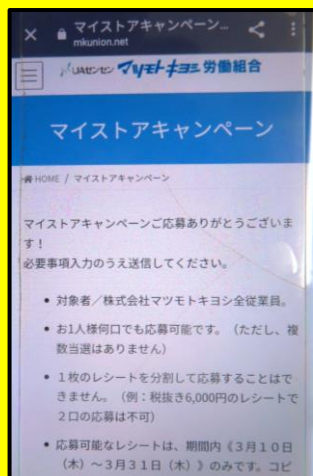 マイストアキャンペーン...
mkunion.net
UAゼンセン マツモトキヨシ 労働組合
マイストアキャンペーン
HOME / マイストアキャンペーン
マイストアキャンペーンご応募ありがとうございま
す！
必要事項入力のうえ送信してください。
• 対象者／株式会社マツモトキヨシ全従業員。
• お1人様何口でも応募可能です。（ただし、複
数当選はありません）
• 1枚のレシートを分割して応募することはで
きません。（例：税抜き6,000円のレシートで
2口の応募は不可）
• 応募可能なレシートは、期間内《3月10日
（木）～3月31日（木）》のみです。コピ